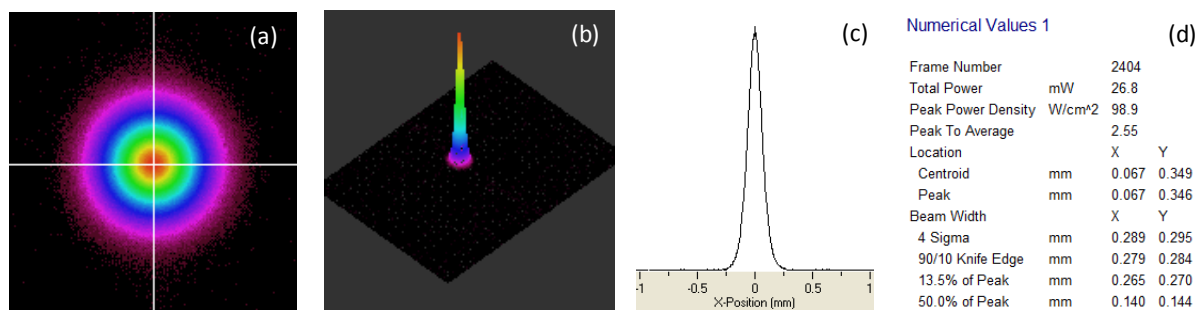 (a)
(b)
(c)
-1 -0.5 0 0.5 1
X-Position (mm)
(d)
Numerical Values 1
Frame Number 2404
Total Power mW 26.8
Peak Power Density W/cm^2 98.9
Peak To Average 2.55
Location X Y
Centroid mm 0.067 0.349
Peak mm 0.067 0.346
Beam Width X Y
4 Sigma mm 0.289 0.295
90/10 Knife Edge mm 0.279 0.284
13.5% of Peak mm 0.265 0.270
50.0% of Peak mm 0.140 0.144